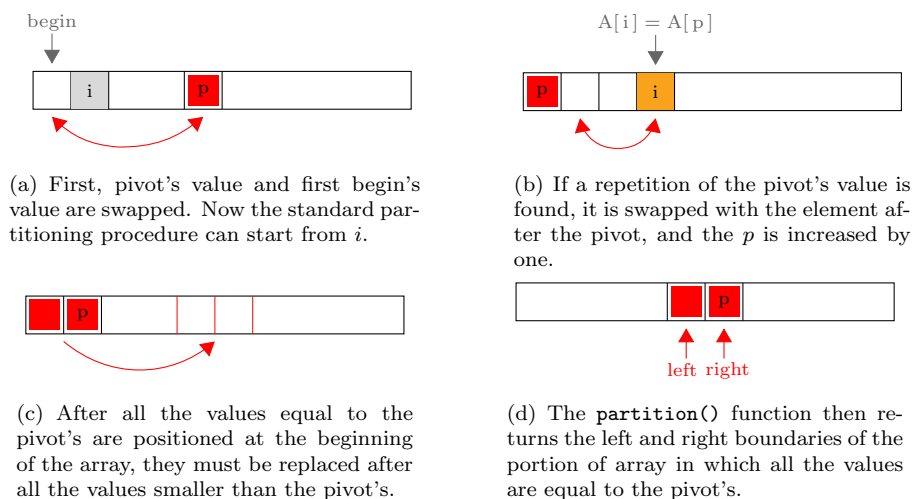 begin
i
p
(a) First, pivot's value and first begin's
value are swapped. Now the standard par-
titioning procedure can start from i.
A[i] = A[p]
p
i
(b) If a repetition of the pivot's value is
found, it is swapped with the element af-
ter the pivot, and the p is increased by
one.
p
(c) After all the values equal to the
pivot's are positioned at the beginning
of the array, they must be replaced after
all the values smaller than the pivot's.
p
left right
(d) The partition() function then re-
turns the left and right boundaries of the
portion of array in which all the values
are equal to the pivot's.